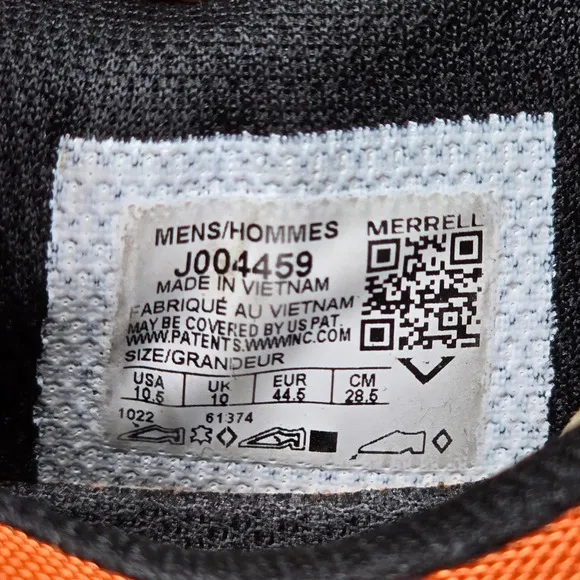 MENS/HOMMES MERRELL
J004459
MADE IN VIETNAM
FABRIQUÉ AU VIETNAM
MAY BE COVERED BY US PAT.
WWW.PATENTS.WWWINC.COM
SIZE/GRANDEUR
USA UK EUR CM
10.5 10 44.5 28.5
1022 61374